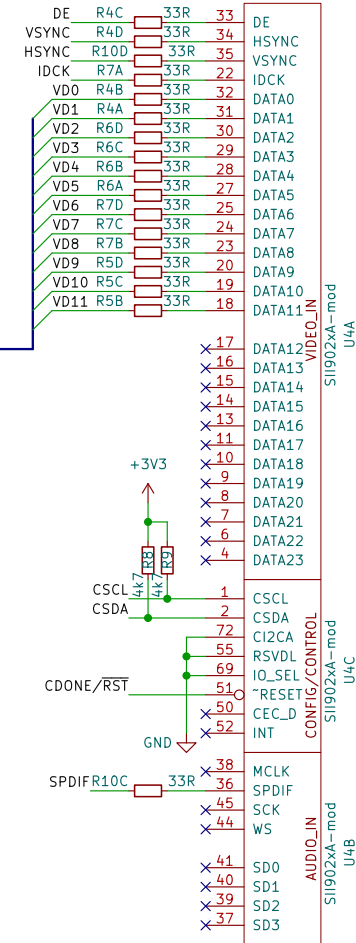 DE R4C 33R 33 DE
VSYNC R4D 33R 34 HSYNC
HSYNC R10D 33R 35 VSYNC
IDCK R7A 33R 22 IDCK
VD0 R4B 33R 32 DATA0
VD1 R4A 33R 31 DATA1
VD2 R6D 33R 30 DATA2
VD3 R6C 33R 29 DATA3
VD4 R6B 33R 28 DATA4
VD5 R6A 33R 27 DATA5
VD6 R7D 33R 25 DATA6
VD7 R7C 33R 24 DATA7
VD8 R7B 33R 23 DATA8
VD9 R5D 33R 20 DATA9
VD10 R5C 33R 19 DATA10
VD11 R5B 33R 18 DATA11
17 DATA12
16 DATA13
15 DATA14
14 DATA15
13 DATA16
11 DATA17
10 DATA18
9 DATA19
8 DATA20
7 DATA21
6 DATA22
4 DATA23
VIDEO_IN
SII902xA-mod
U4A
+3V3
R8
4k7
R9
4k7
CSCL 1 CSCL
CSDA 2 CSDA
72 CI2CA
55 RSVDL
69 IO_SEL
CDONE/RST 51 ~RESET
50 CEC_D
52 INT
GND
CONFIG/CONTROL
SII902xA-mod
U4C
38 MCLK
SPDIF R10C 33R 36 SPDIF
45 SCK
44 WS
41 SD0
40 SD1
39 SD2
37 SD3
AUDIO_IN
SII902xA-mod
U4B